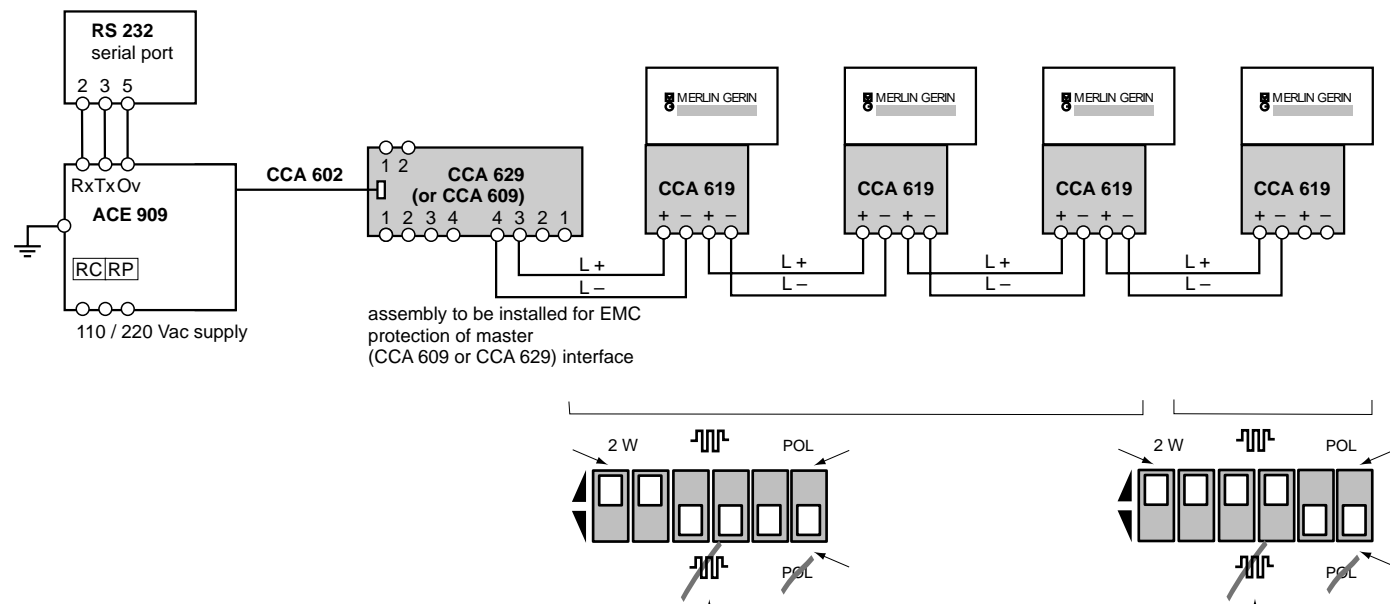 RS 232
serial port
2 3 5
RxTxOv
ACE 909
RC RP
110 / 220 Vac supply
CCA 602
1 2
CCA 629
(or CCA 609)
1 2 3 4 4 3 2 1
assembly to be installed for EMC
protection of master
(CCA 609 or CCA 629) interface
MERLIN GERIN
CCA 619
+ – + –
MERLIN GERIN
CCA 619
+ – + –
MERLIN GERIN
CCA 619
+ – + –
MERLIN GERIN
CCA 619
+ – + –
L +
L –
L +
L –
L +
L –
L +
L –
2 W POL
POL
2 W POL
POL